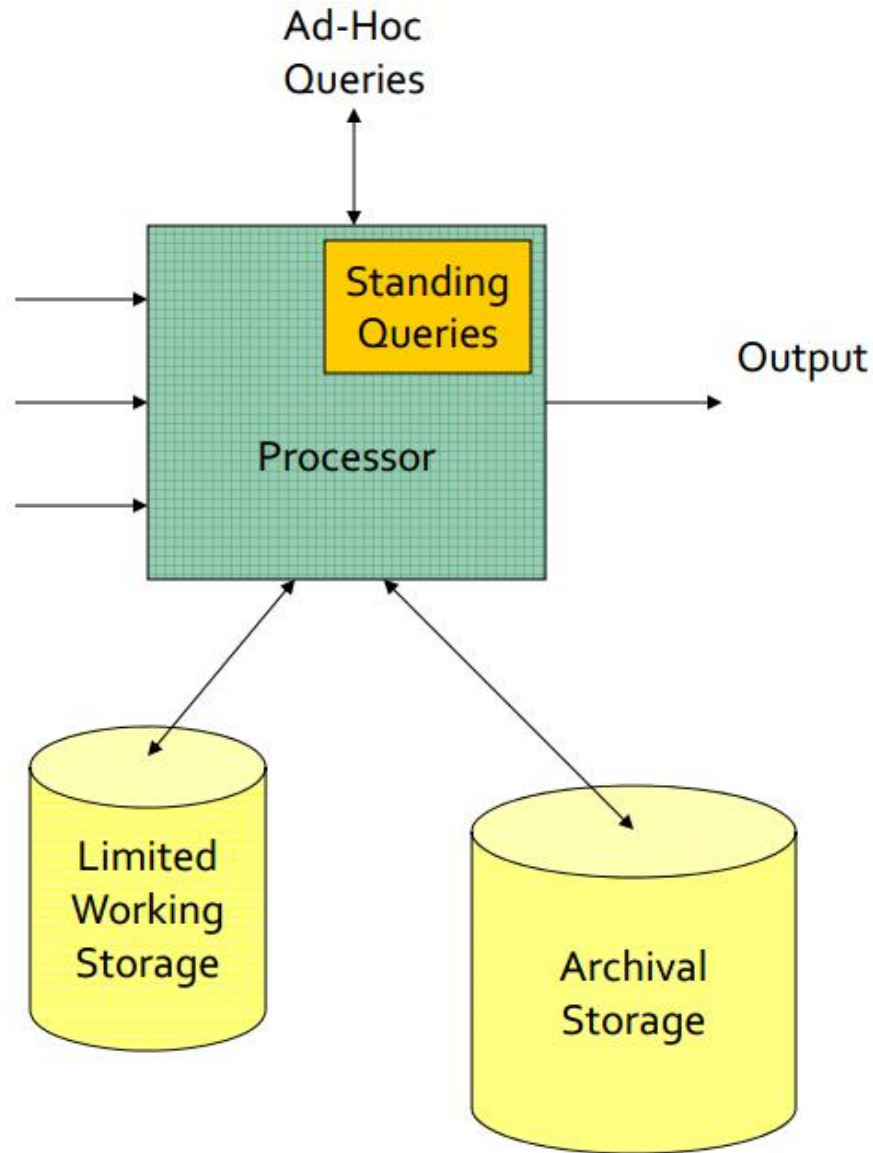 Ad-Hoc
Queries
Standing
Queries
Output
Processor
Limited
Working
Storage
Archival
Storage